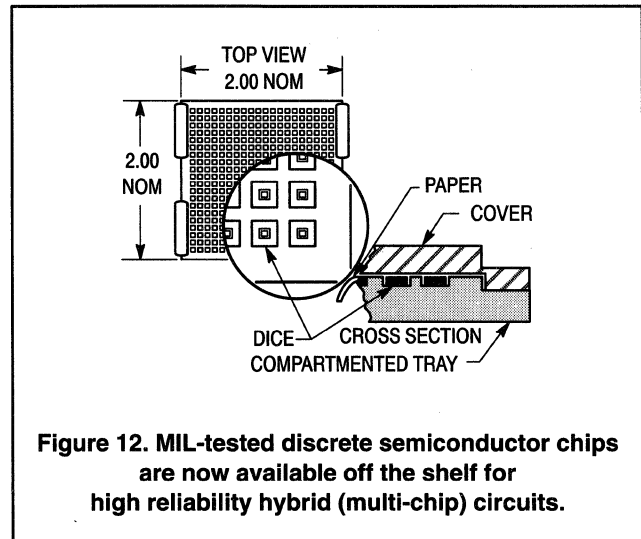 TOP VIEW
2.00 NOM
2.00
NOM
PAPER
COVER
DICE
CROSS SECTION
COMPARTMENTED TRAY
Figure 12. MIL-tested discrete semiconductor chips
are now available off the shelf for
high reliability hybrid (multi-chip) circuits.